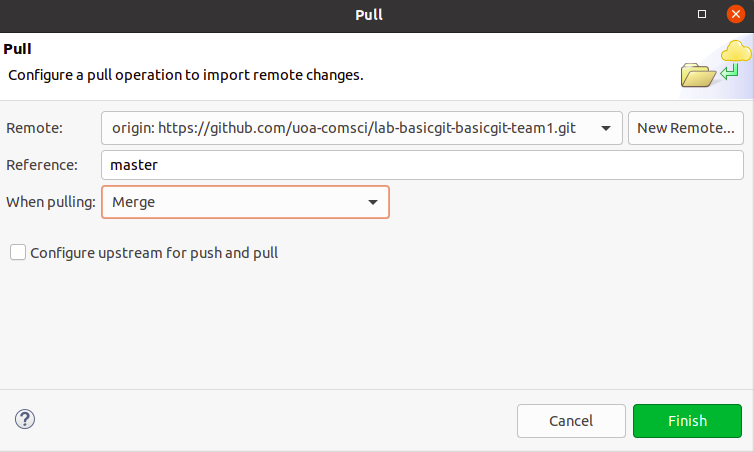 Pull
Pull
Configure a pull operation to import remote changes.
Remote: origin: https://github.com/uoa-comsci/lab-basicgit-basicgit-team1.git New Remote...
Reference: master
When pulling: Merge
Configure upstream for push and pull
? Cancel Finish